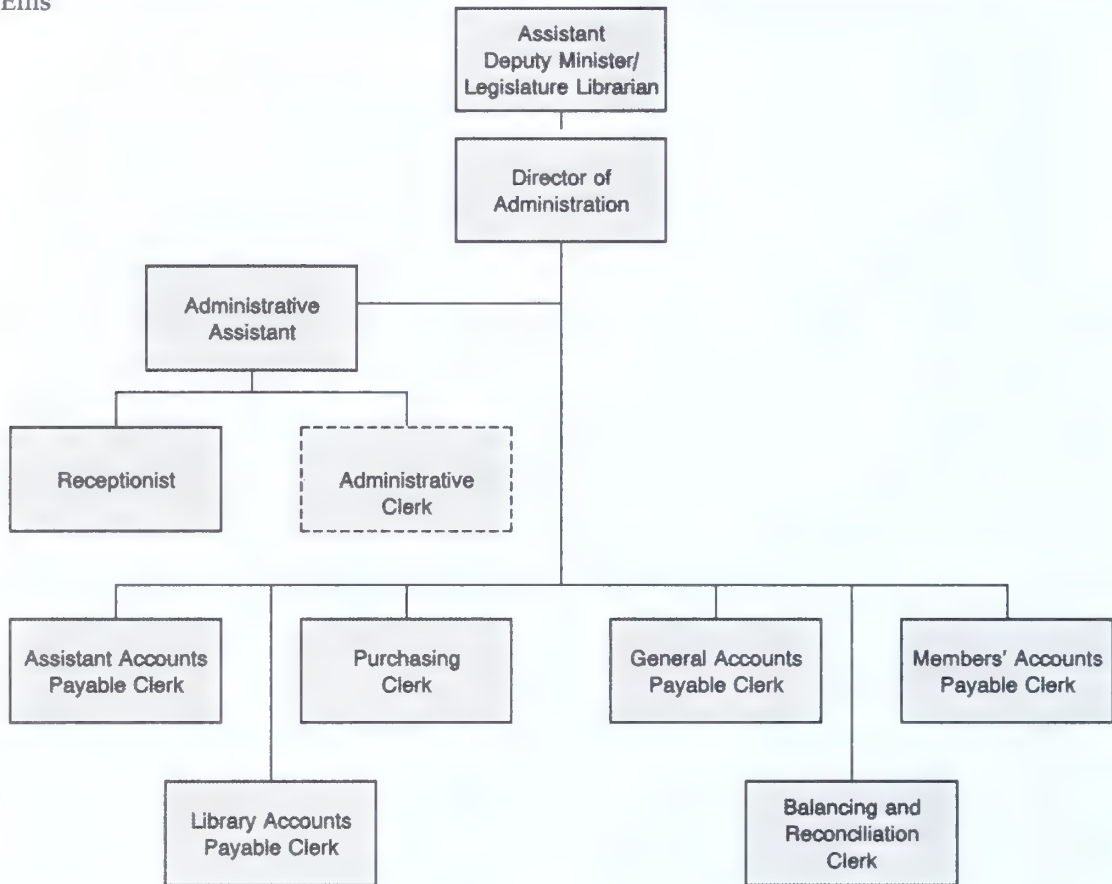 Ellis
Assistant
Deputy Minister/
Legislature Librarian
Director of
Administration
Administrative
Assistant
Receptionist
Administrative
Clerk
Assistant Accounts
Payable Clerk
Purchasing
Clerk
General Accounts
Payable Clerk
Members' Accounts
Payable Clerk
Library Accounts
Payable Clerk
Balancing and
Reconciliation
Clerk